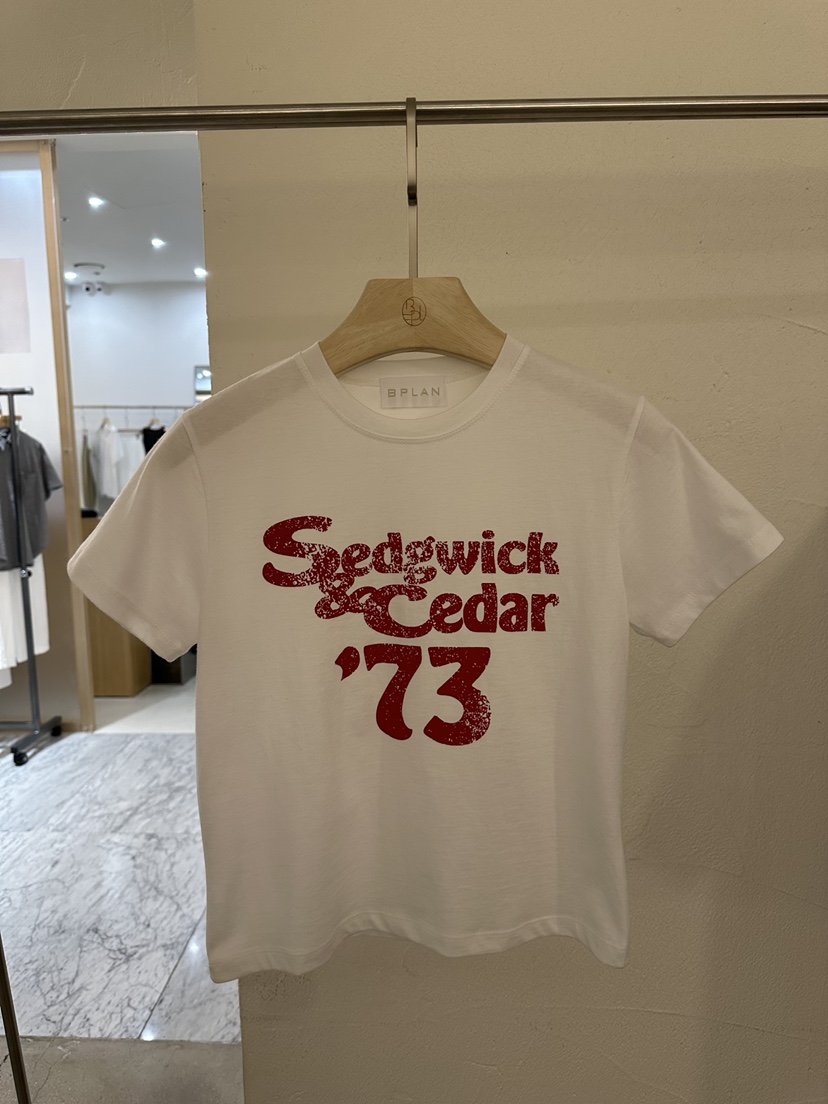 BPLAN
Sedgwick
& Cedar
'73